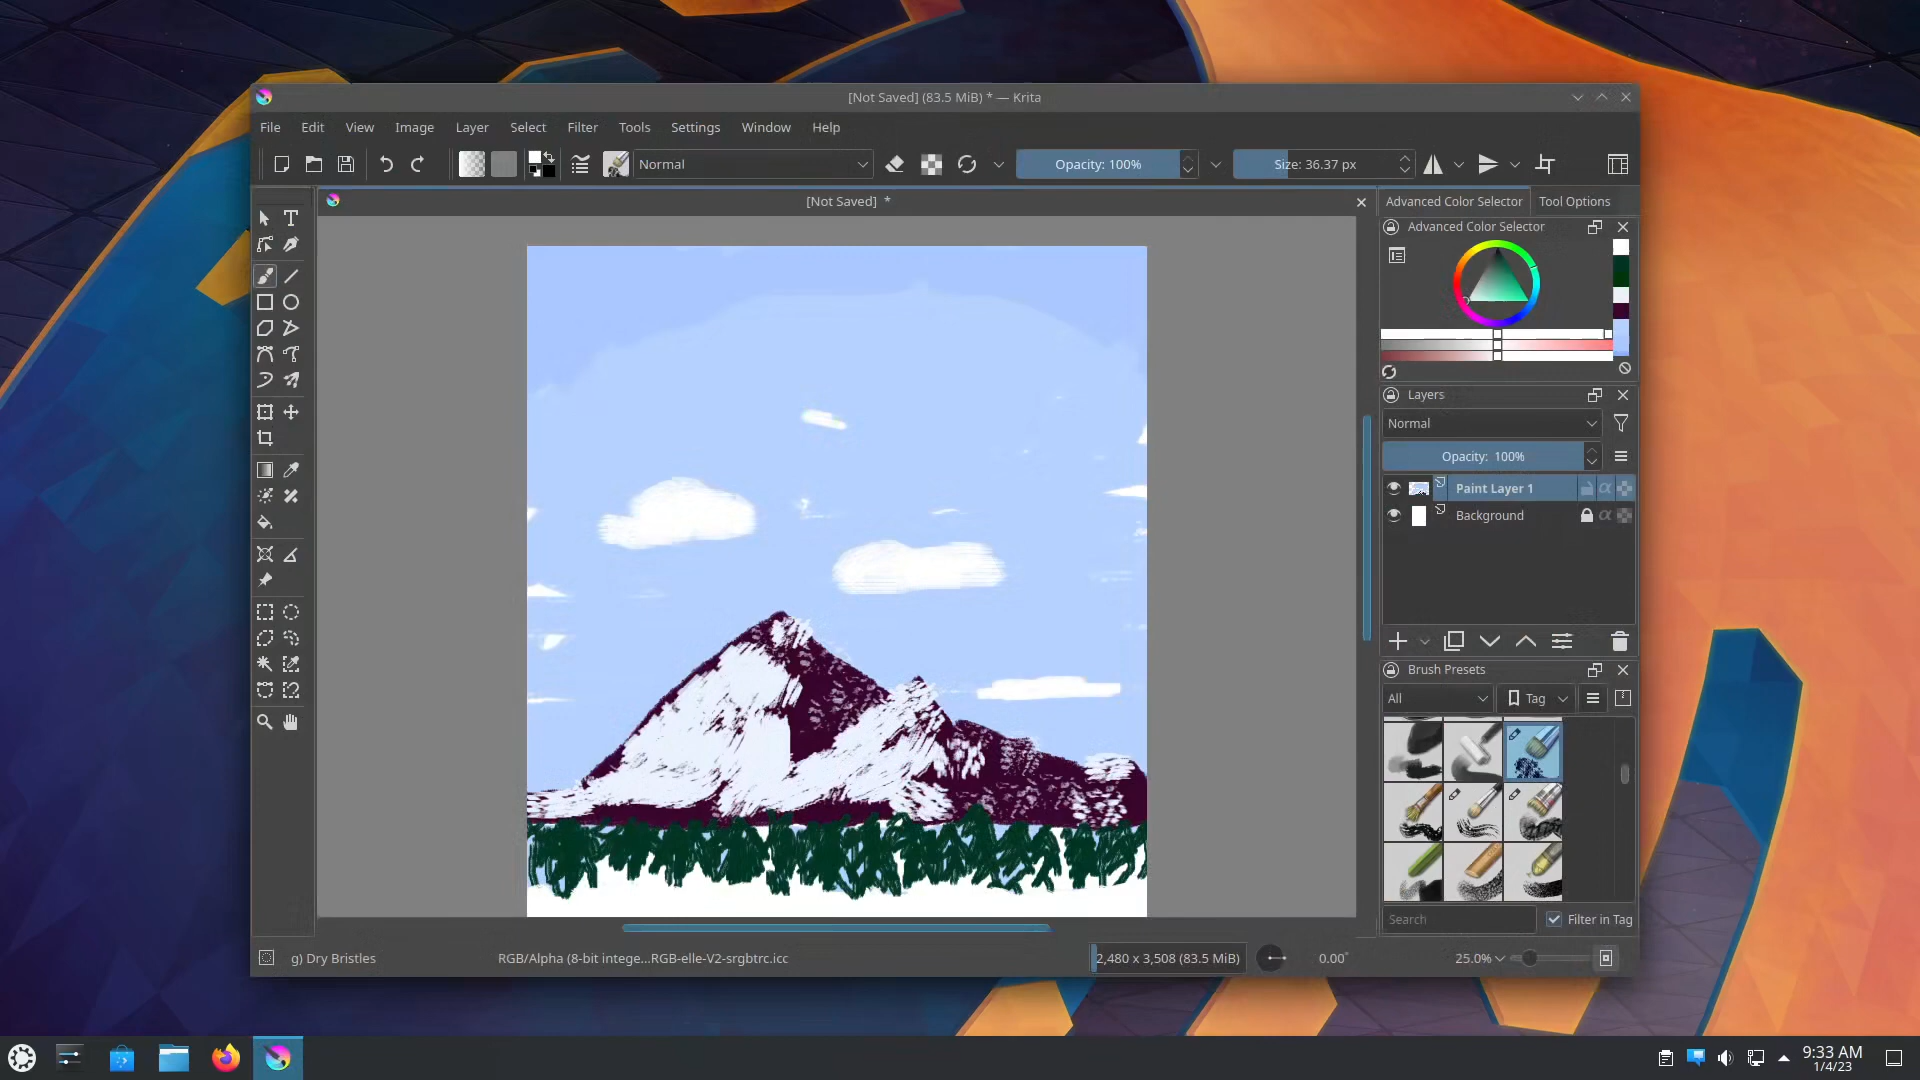 [Not Saved] (83.5 MiB) * — Krita
File Edit View Image Layer Select Filter Tools Settings Window Help
Normal
Opacity: 100%
Size: 36.37 px
[Not Saved] *
Advanced Color Selector
Tool Options
Advanced Color Selector
Layers
Normal
Opacity: 100%
Paint Layer 1
Background
Brush Presets
All
Tag
Search
Filter in Tag
g) Dry Bristles
RGB/Alpha (8-bit intege...RGB-elle-V2-srgbtrc.icc
2,480 x 3,508 (83.5 MiB)
0.00°
25.0%
9:33 AM
1/4/23